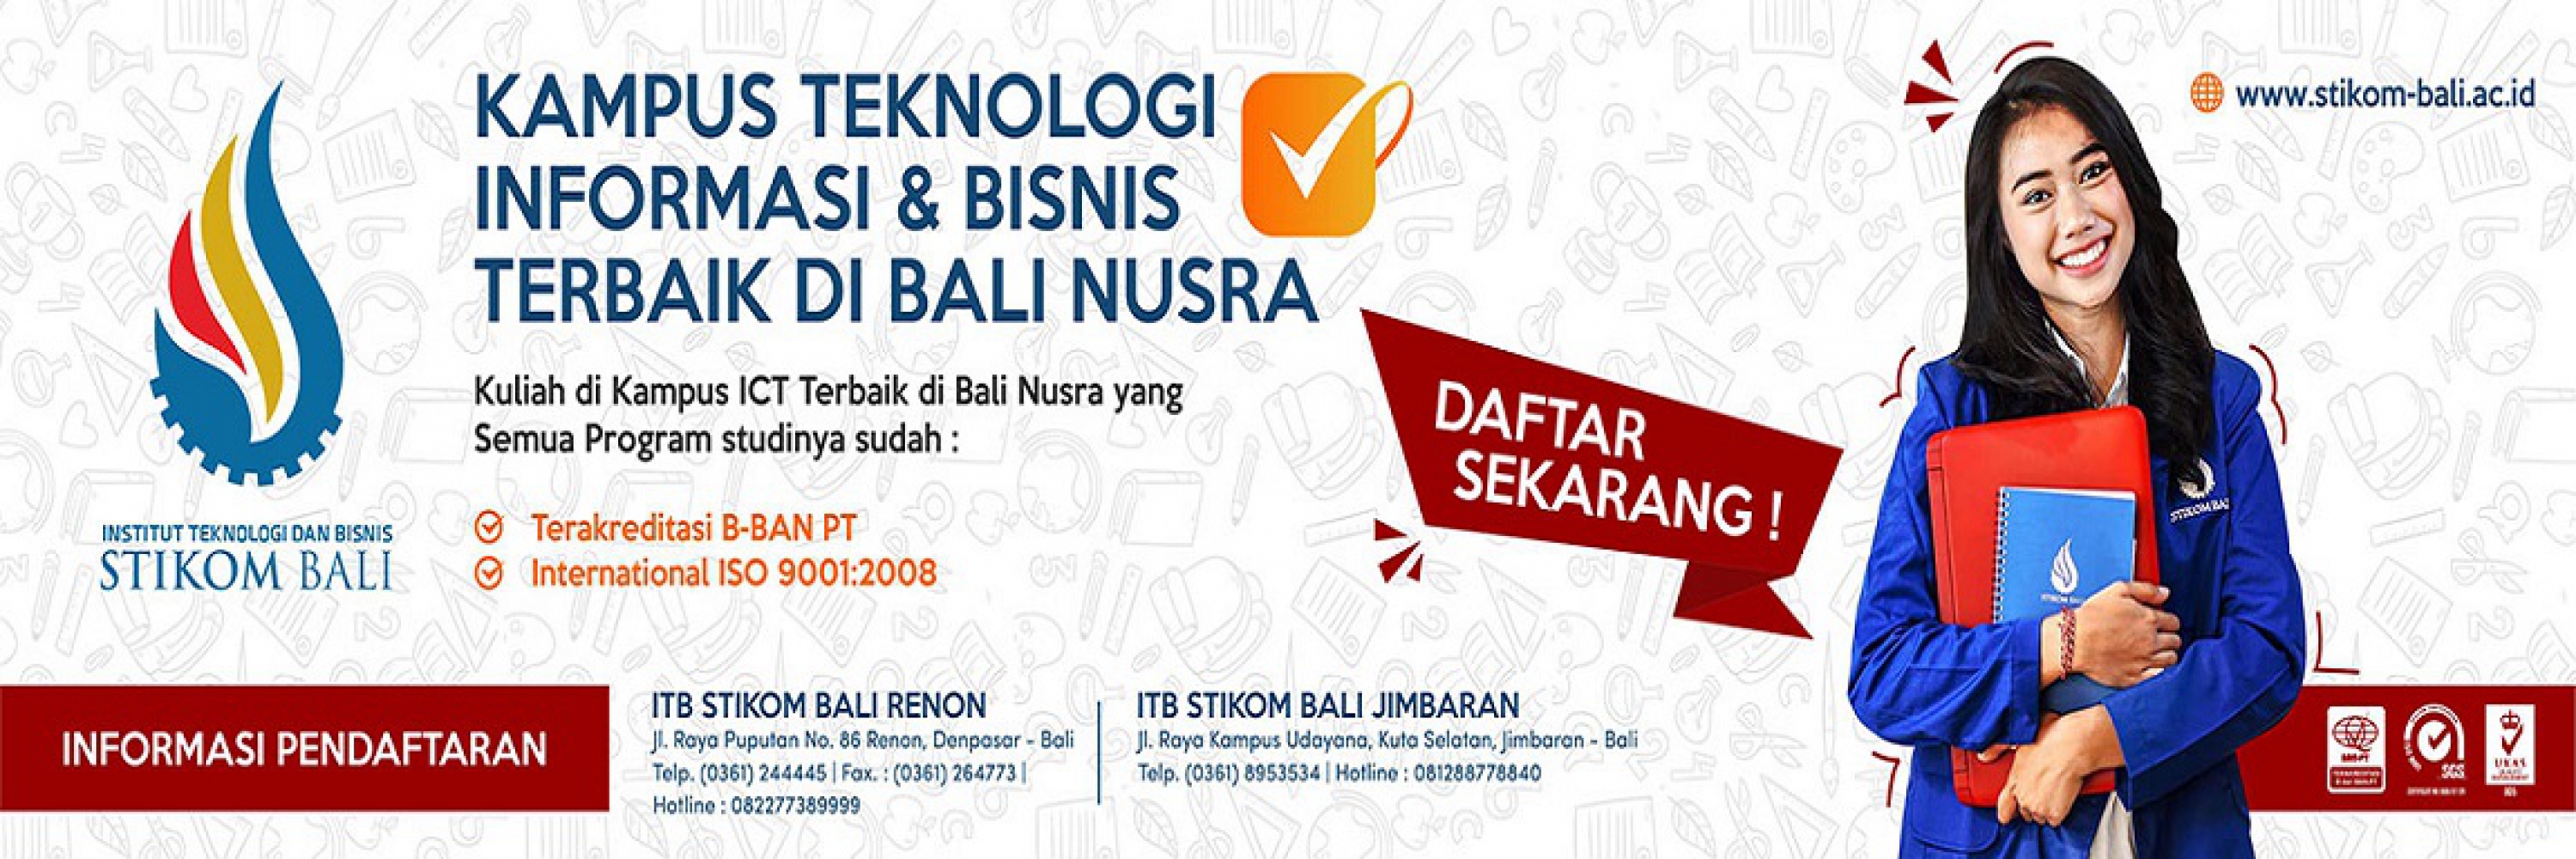 www.stikom-bali.ac.id
KAMPUS TEKNOLOGI
INFORMASI & BISNIS
TERBAIK DI BALI NUSRA
Kuliah di Kampus ICT Terbaik di Bali Nusra yang
Semua Program studinya sudah :
Terakreditasi B-BAN PT
International ISO 9001:2008
INSTITUT TEKNOLOGI DAN BISNIS
STIKOM BALI
DAFTAR
SEKARANG !
STIKOM BALI
INFORMASI PENDAFTARAN
ITB STIKOM BALI RENON
Jl. Raya Puputan No. 86 Renon, Denpasar - Bali
Telp. (0361) 244445 | Fax. : (0361) 264773 |
Hotline : 082277389999
ITB STIKOM BALI JIMBARAN
Jl. Raya Kampus Udayana, Kuta Selatan, Jimbaran - Bali
Telp. (0361) 8953534 | Hotline : 081288778840
BAN-PT
SGS
UKAS